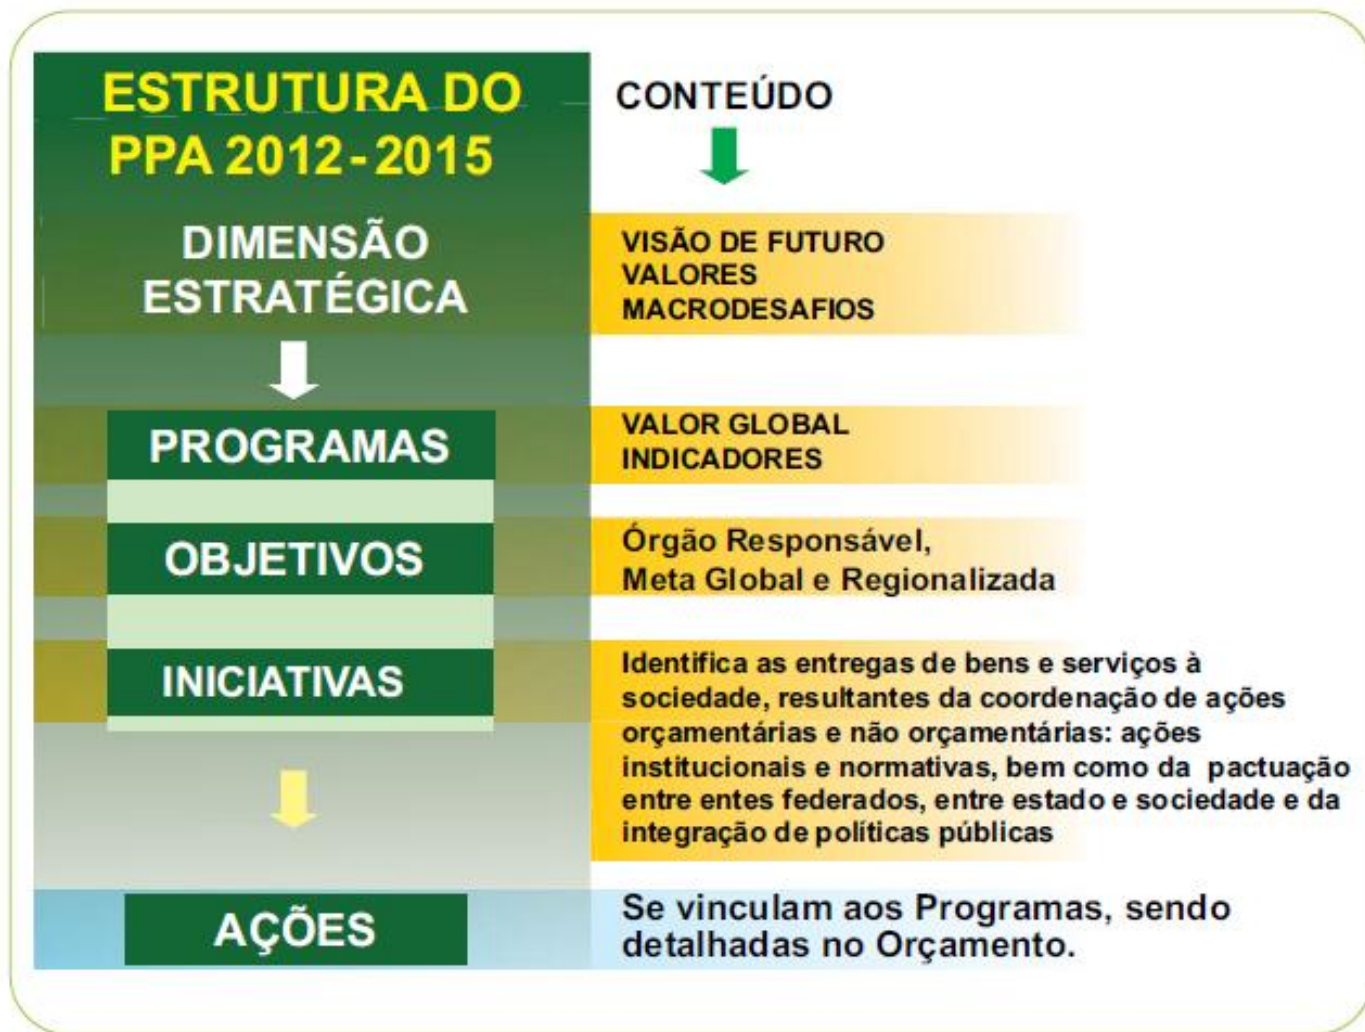 ESTRUTURA DO
PPA 2012-2015
CONTEÚDO
DIMENSÃO
ESTRATÉGICA
VISÃO DE FUTURO
VALORES
MACRODESAFIOS
PROGRAMAS
VALOR GLOBAL
INDICADORES
OBJETIVOS
Órgão Responsável,
Meta Global e Regionalizada
INICIATIVAS
Identifica as entregas de bens e serviços à
sociedade, resultantes da coordenação de ações
orçamentárias e não orçamentárias: ações
institucionais e normativas, bem como da pactuação
entre entes federados, entre estado e sociedade e da
integração de políticas públicas
AÇÕES
Se vinculam aos Programas, sendo
detalhadas no Orçamento.